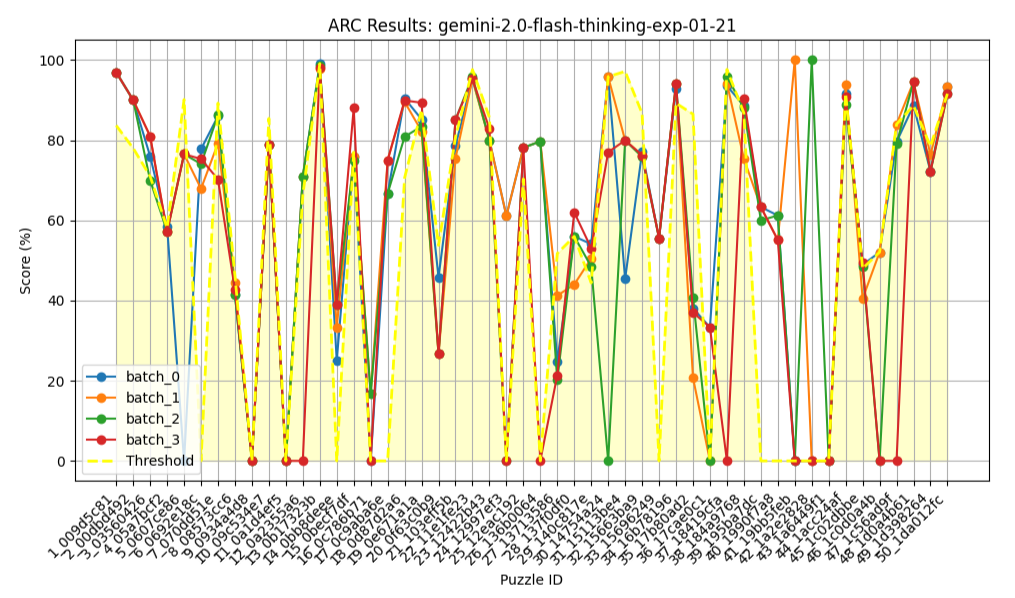 ARC Results: gemini-2.0-flash-thinking-exp-01-21
Score (%)
100
80
60
40
20
0
batch_0
batch_1
batch_2
batch_3
Threshold
1_009d5c81
2_00dbd492
3_03560426
4_05a7bcf2
5_0607ce86
6_0692e18c
7_070dd51e
8_08573cc6
9_0934a4d8
10_09c534e7
11_0a1d4ef5
12_0a2355a6
13_0b17323b
14_0bb8deee
15_0becf7df
16_0c786b71
17_0c9aba6e
18_0d87d2a6
19_0e671a1a
20_0f63c0b9
21_103eff5b
22_11e1fe23
23_12422b43
24_12997ef3
25_12eac192
26_136b0064
27_13713586
28_137f0df0
29_140c817e
30_14754a24
31_15113be4
32_15663ba9
33_15696249
34_16b78196
35_17b80ad2
36_17cae0c1
37_18419cfa
38_184a9768
39_195ba7dc
40_1990f7a8
41_19bb5feb
42_1a2e2828
43_1a6449f1
44_1acc24af
45_1c02dbbe
46_1c0d0a4b
47_1c56ad9f
48_1d0a4b61
49_1d398264
50_1da012fc
Puzzle ID